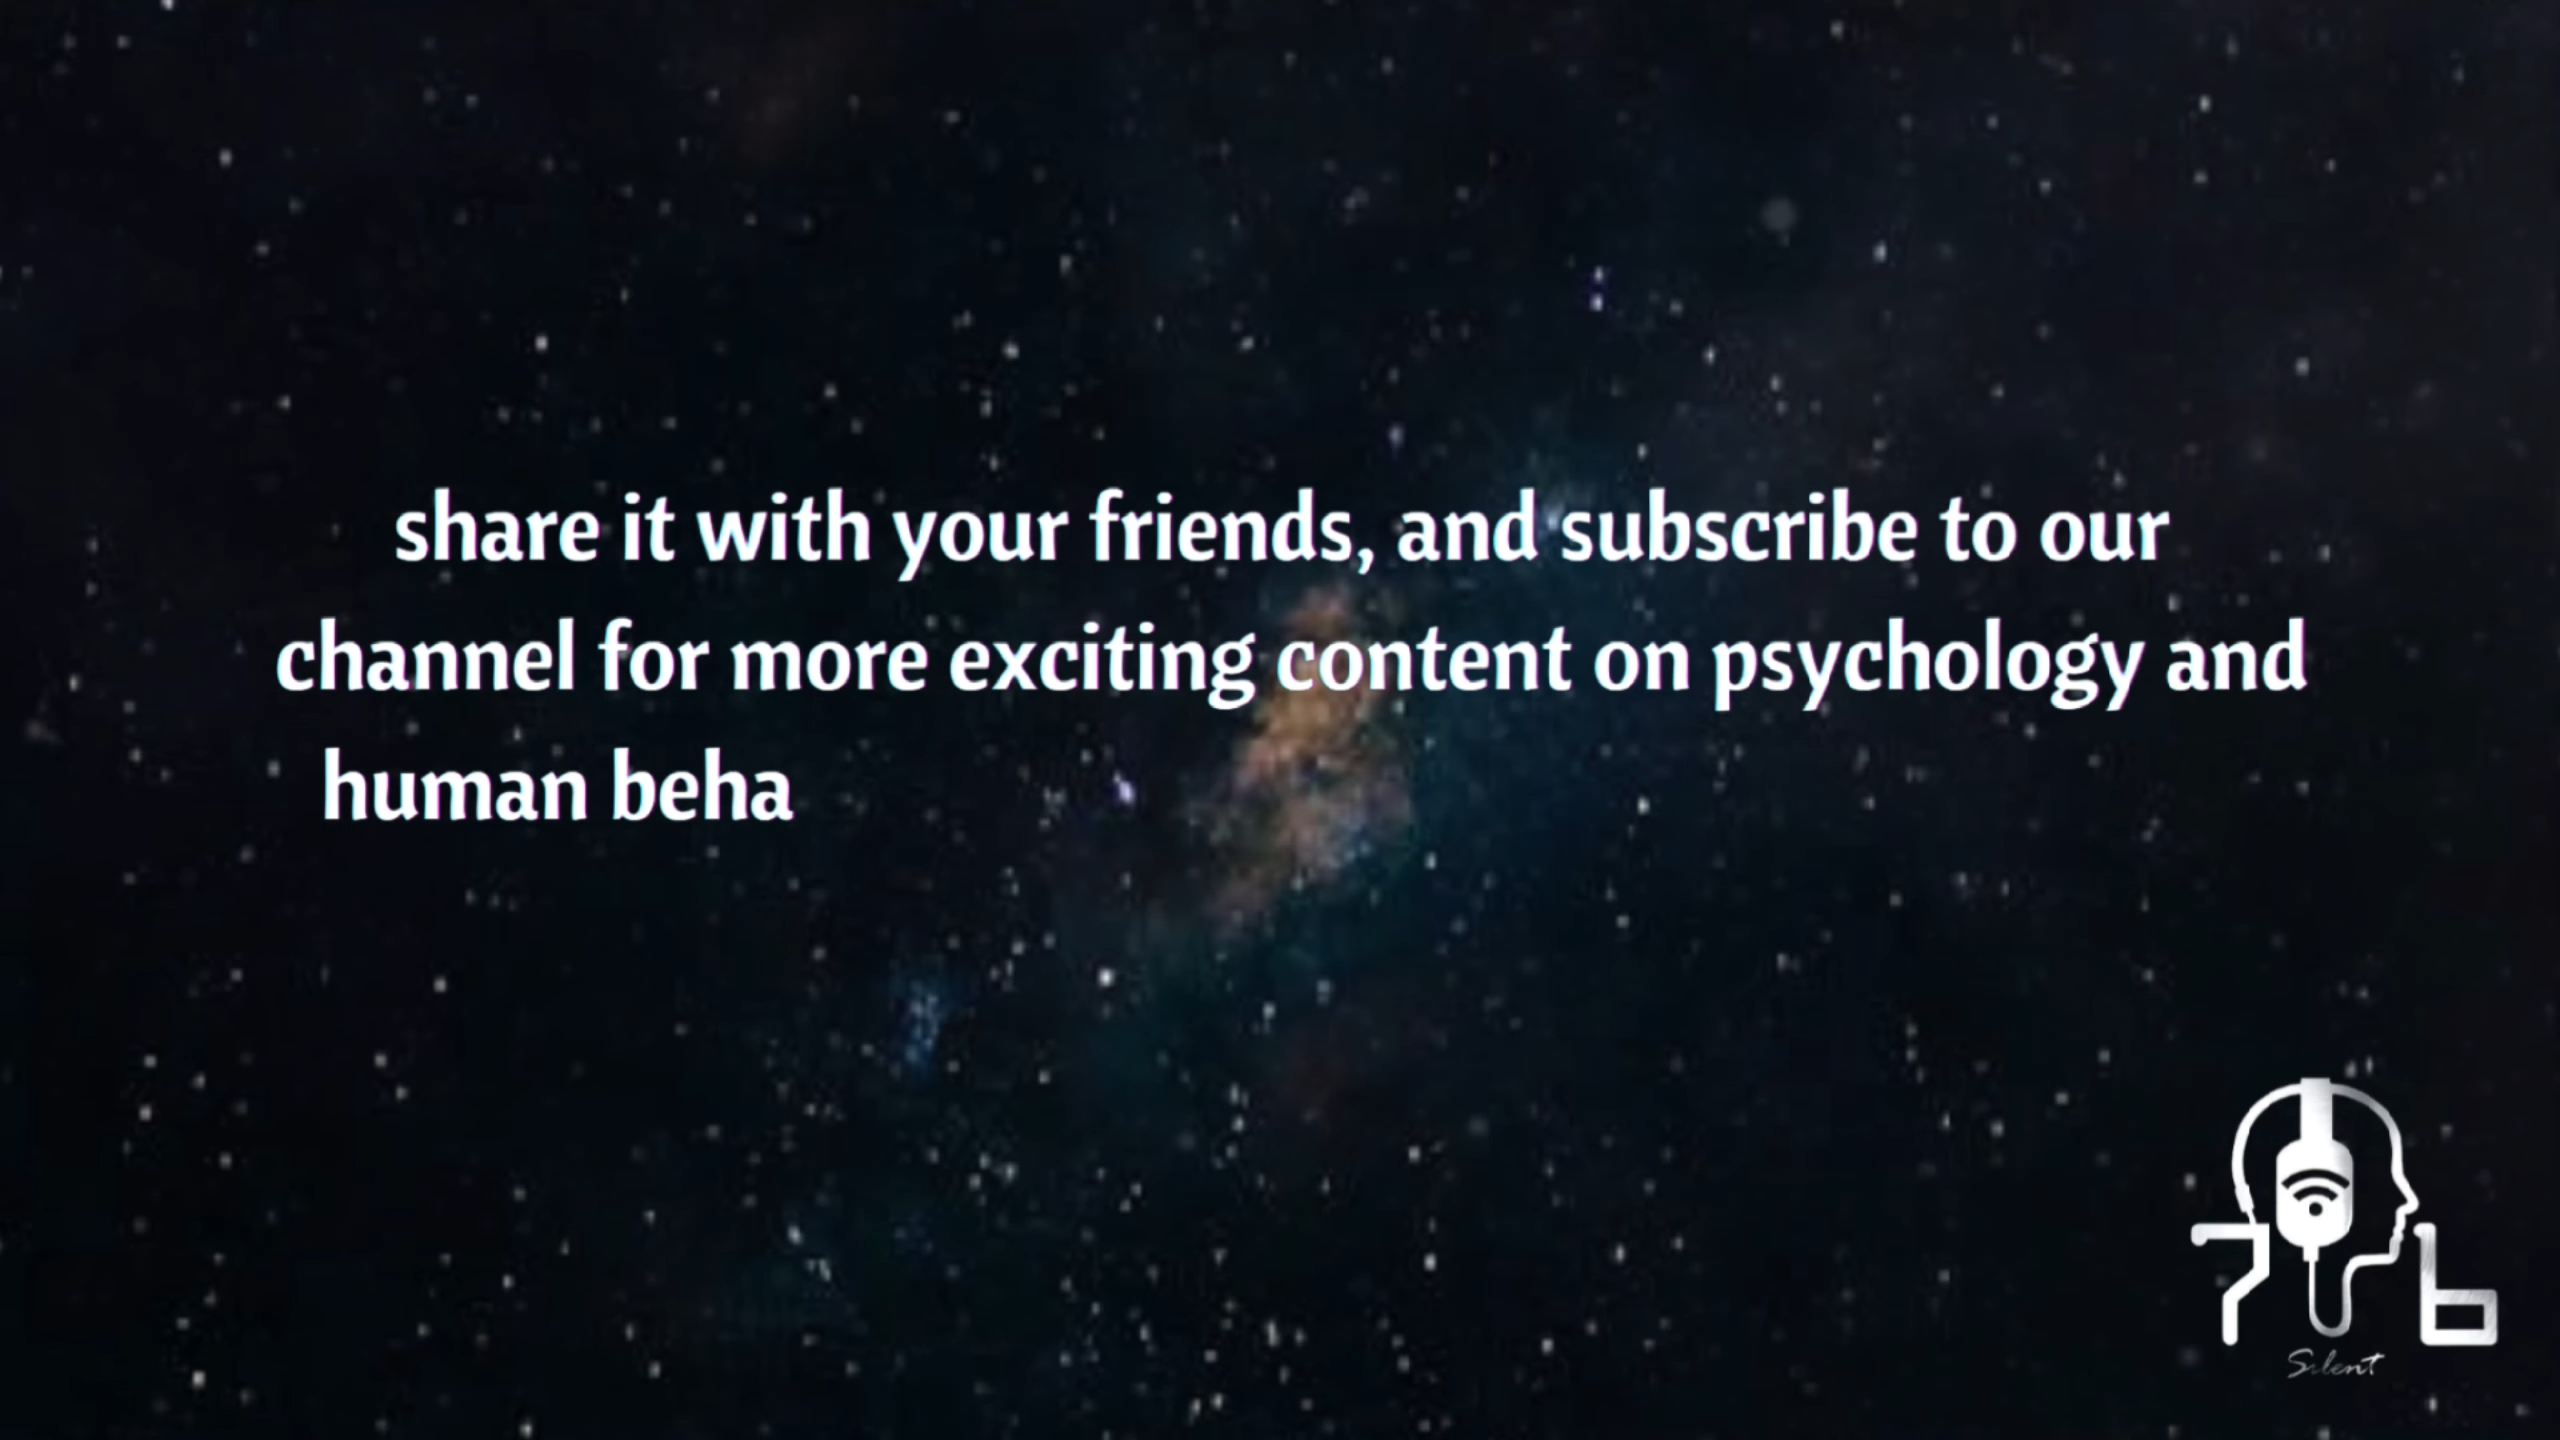 share it with your friends, and subscribe to our
channel for more exciting content on psychology and
human beha
Silent